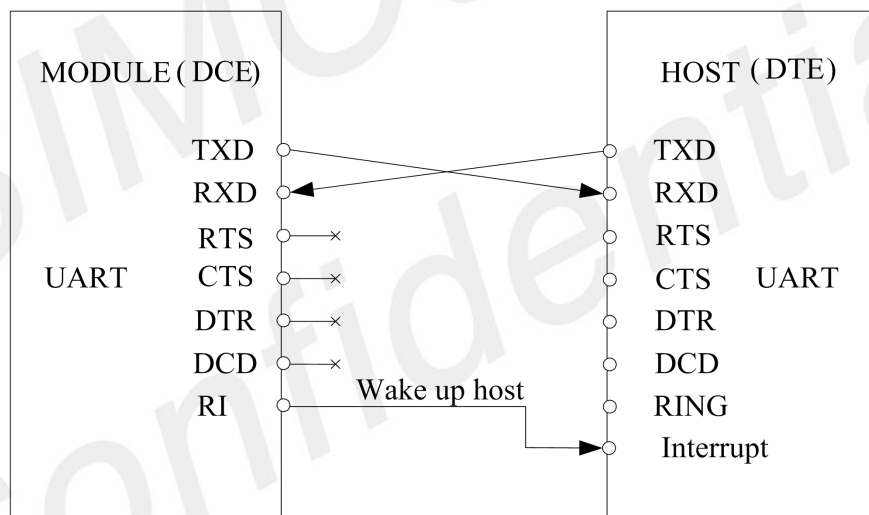 MODULE ( DCE)
HOST ( DTE)
TXD
RXD
RTS
CTS
DTR
DCD
RI
UART
TXD
RXD
RTS
CTS
DTR
DCD
RING
Interrupt
UART
Wake up host
Confidential